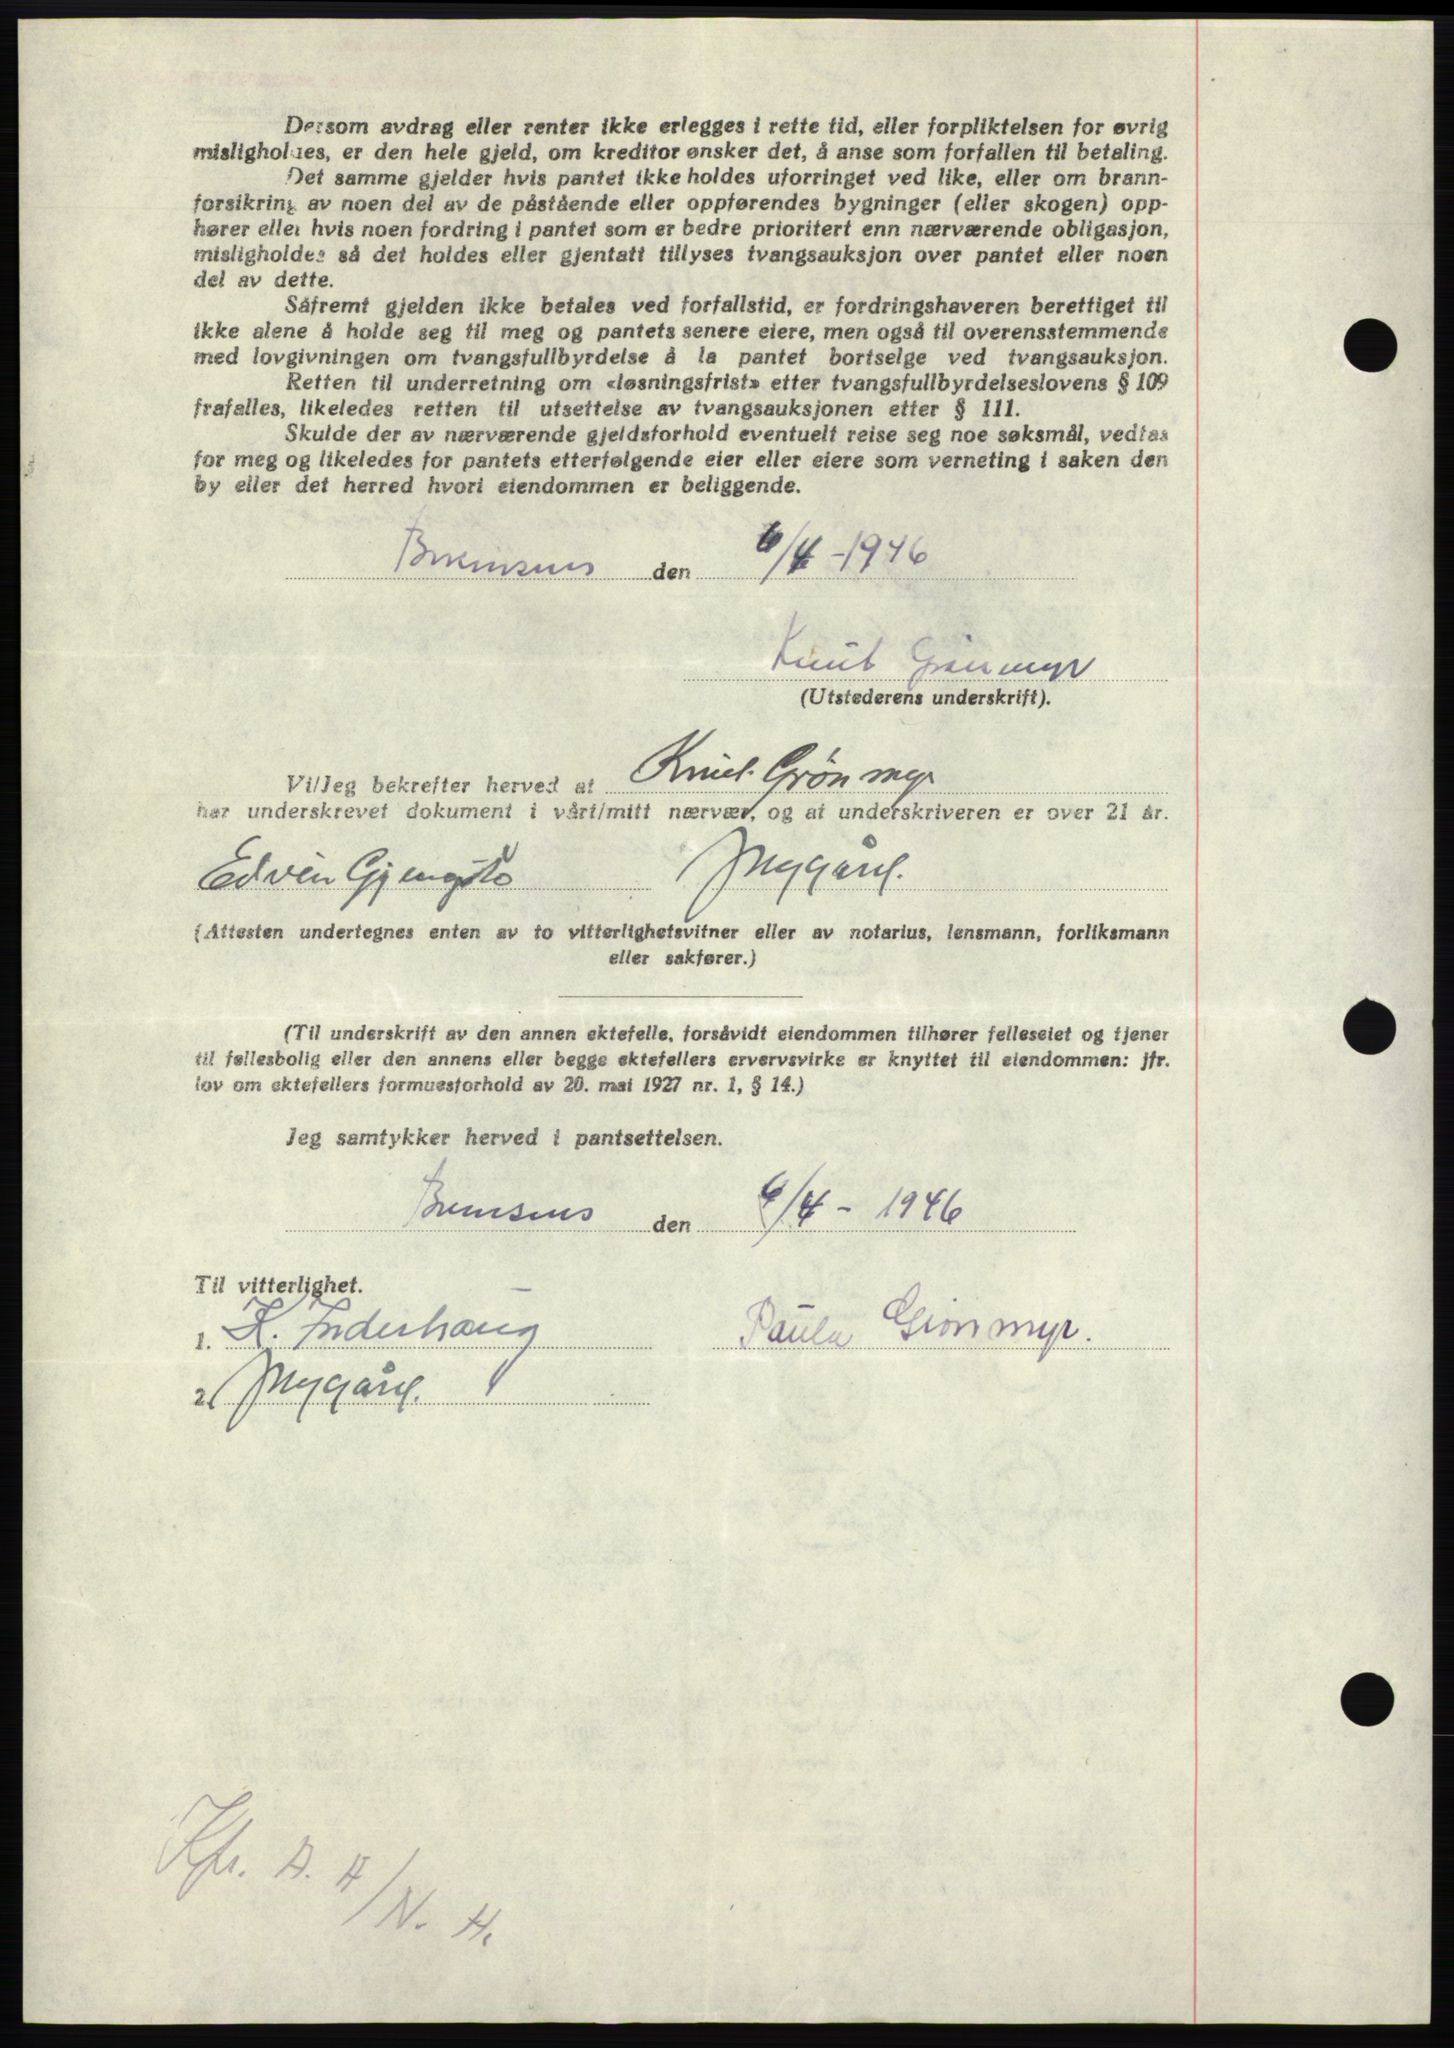 Dersom avdrag eller renter ikke erlegges i rette tid, eller forpliktelsen for øvrig
misligholdes, er den hele gjeld, om kreditor ønsker det, å anse som forfallen til betaling.
Det samme gjelder hvis pantet ikke holdes uforringet ved like, eller om brann-
forsikring av noen del av de påstående eller oppførendes bygninger (eller skogen) opp-
hører eller hvis noen fordring i pantet som er bedre prioritert enn nærværende obligasjon,
misligholdes så det holdes eller gjentatt tillyses tvangsauksjon over pantet eller noen
del av dette.
Såfremt gjelden ikke betales ved forfallstid, er fordringshaveren berettiget til
ikke alene å holde seg til meg og pantets senere eiere, men også til overensstemmende
med lovgivningen om tvangsfullbyrdelse å la pantet bortselge ved tvangsauksjon.
Retten til underretning om «løsningsfrist» etter tvangsfullbyrdelseslovens § 109
frafalles, likeledes retten til utsettelse av tvangsauksjonen etter § 111.
Skulde der av nærværende gjeldsforhold eventuelt reise seg noe søksmål, vedtas
for meg og likeledes for pantets etterfølgende eier eller eiere som verneting i saken den
by eller det herred hvori eiendommen er beliggende.
Bremsnes den 6/4-1946
Knut Grönmyr
(Utstederens underskrift).
Vi/Jeg bekrefter herved at Knut Grönmyr
har underskrevet dokument i vårt/mitt nærvær, og at underskriveren er over 21 år.
Edvin
(Attesten undertegnes enten av to vitterlighetsvitner eller av notarius, lensmann, forliksmann
eller sakfører.)
(Til underskrift av den annen ektefelle, forsåvidt eiendommen tilhører felleseiet og tjener
til fellesbolig eller den annens eller begge ektefellers ervervsvirke er knyttet til eiendommen: jfr.
lov om ektefellers formuesforhold av 20. mai 1927 nr. 1, § 14.)
Jeg samtykker herved i pantsettelsen.
Bremsnes den 6/4 - 1946
Til vitterlighet.
1. K. Inderhaug Paula Grönmyr.
2.